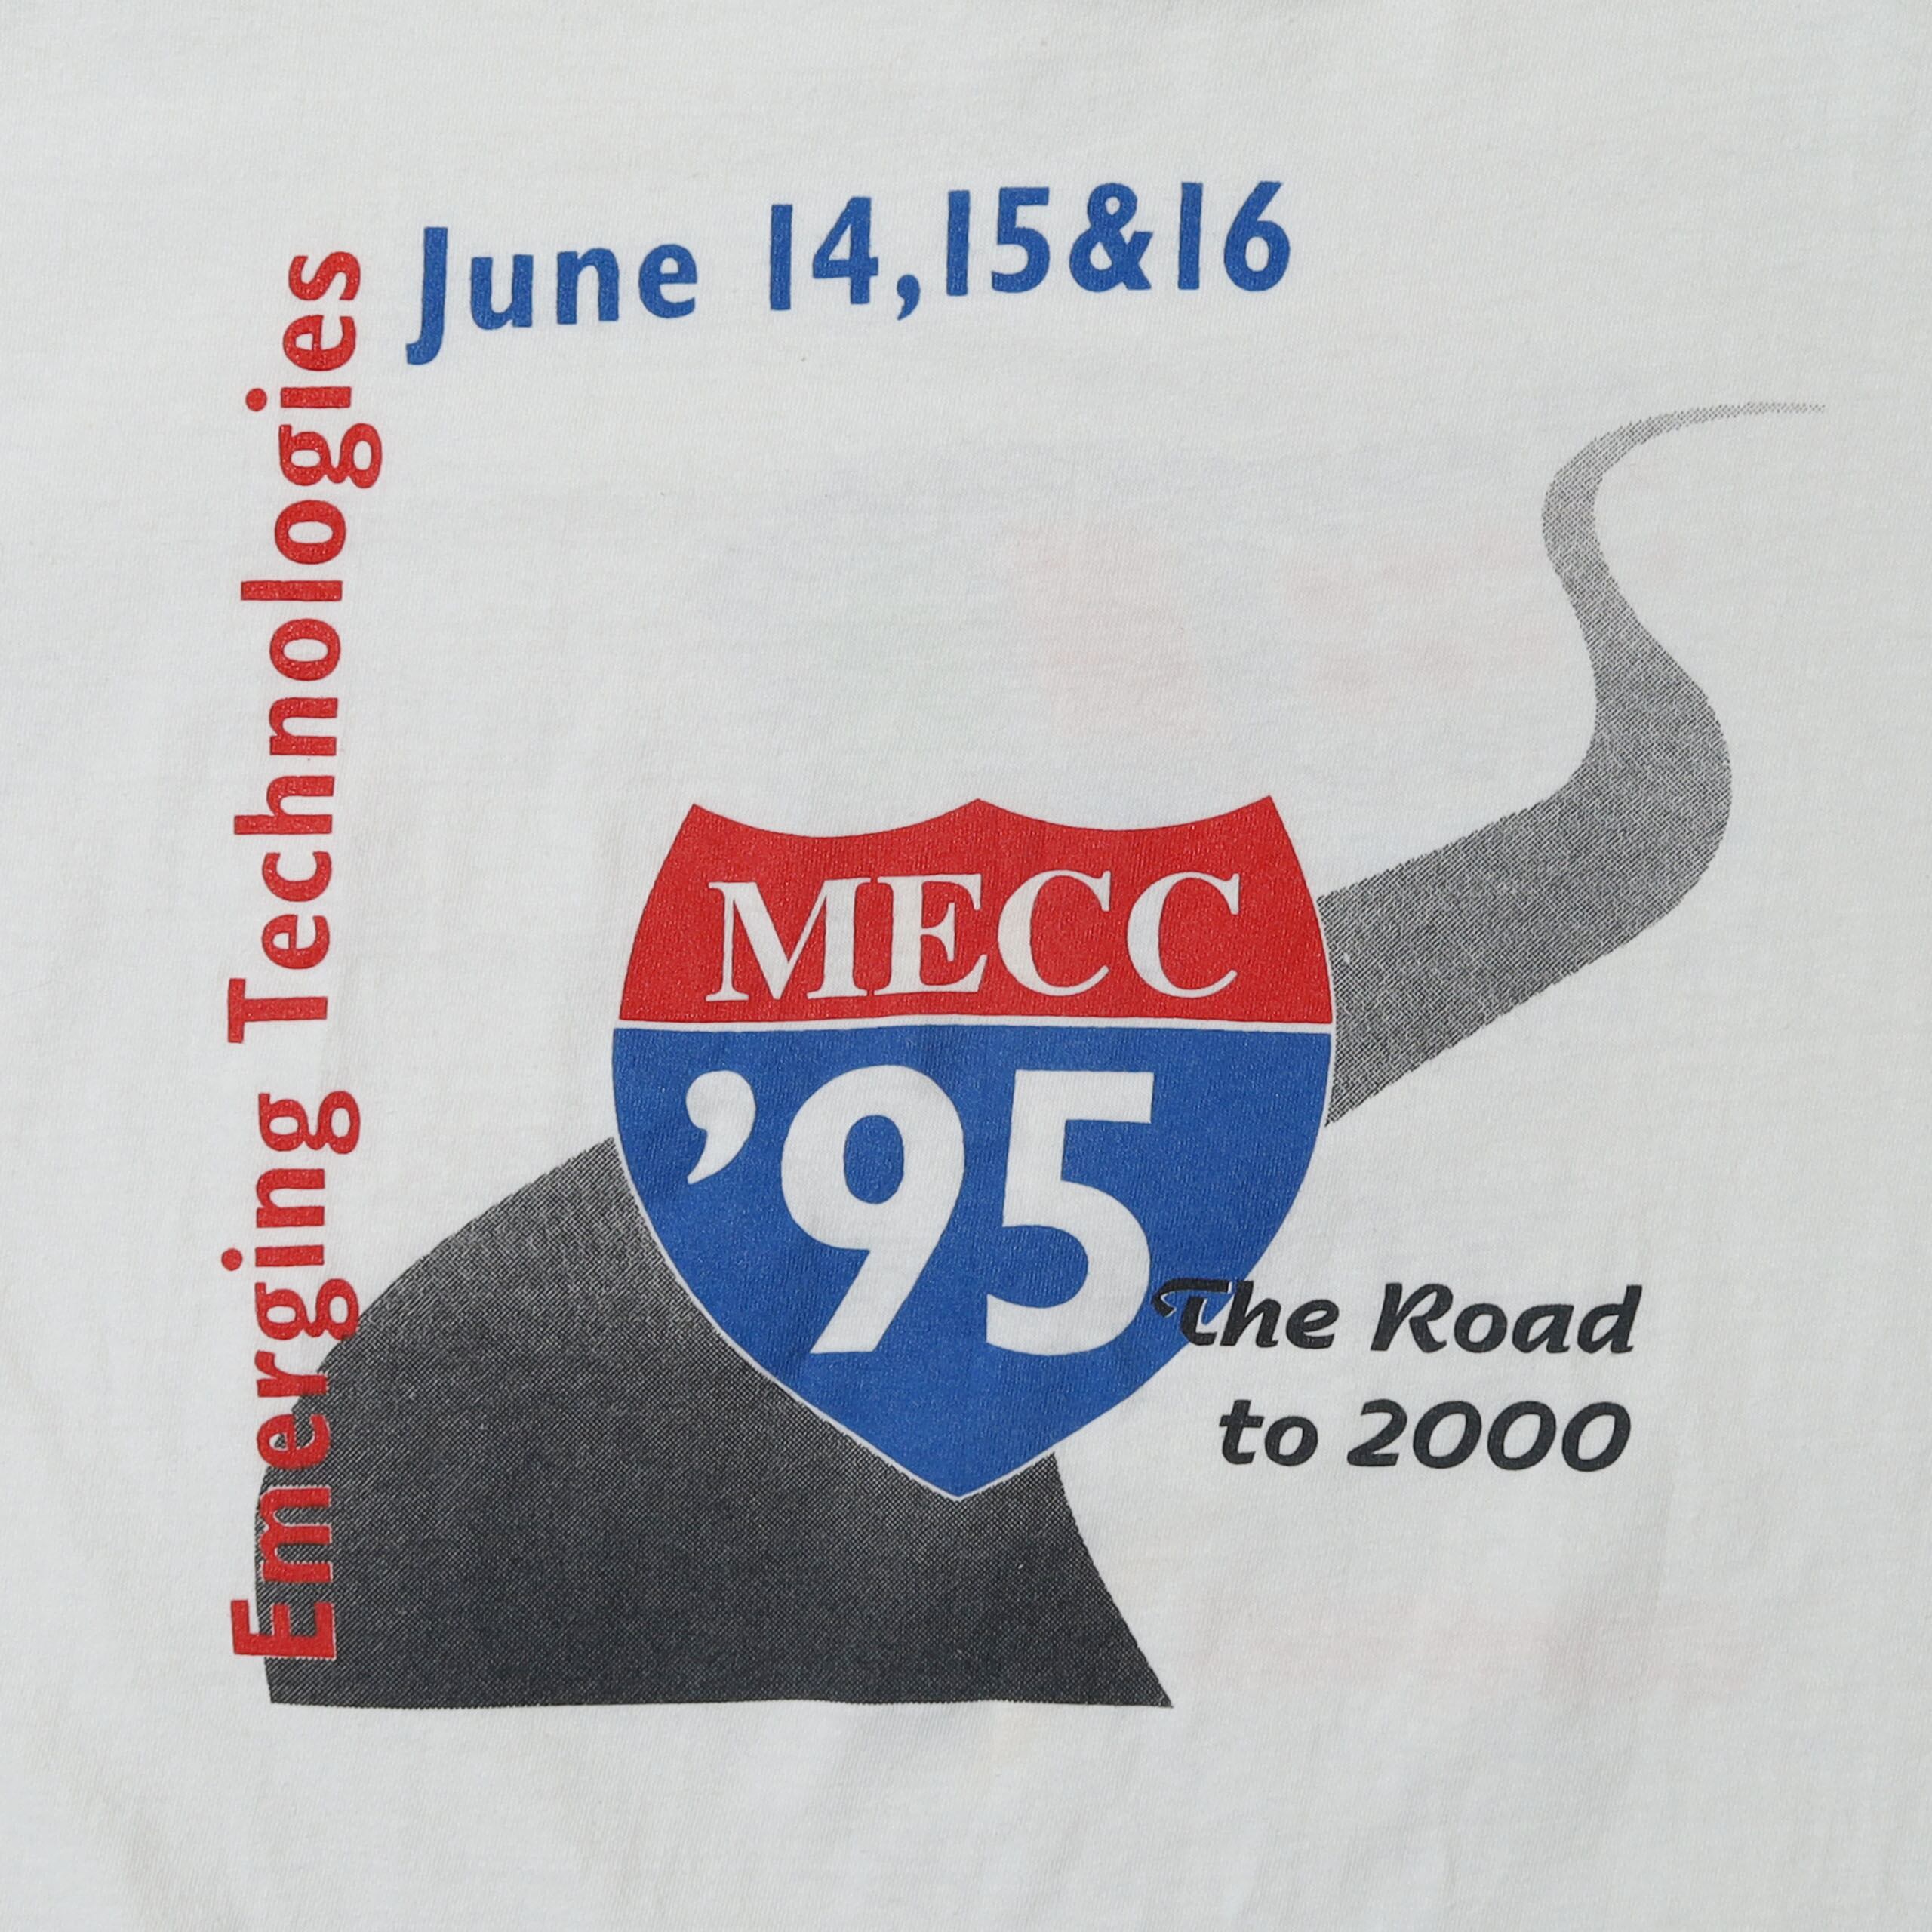 June 14,15&16
Emerging Technologies
MECC
’95
The Road
to 2000